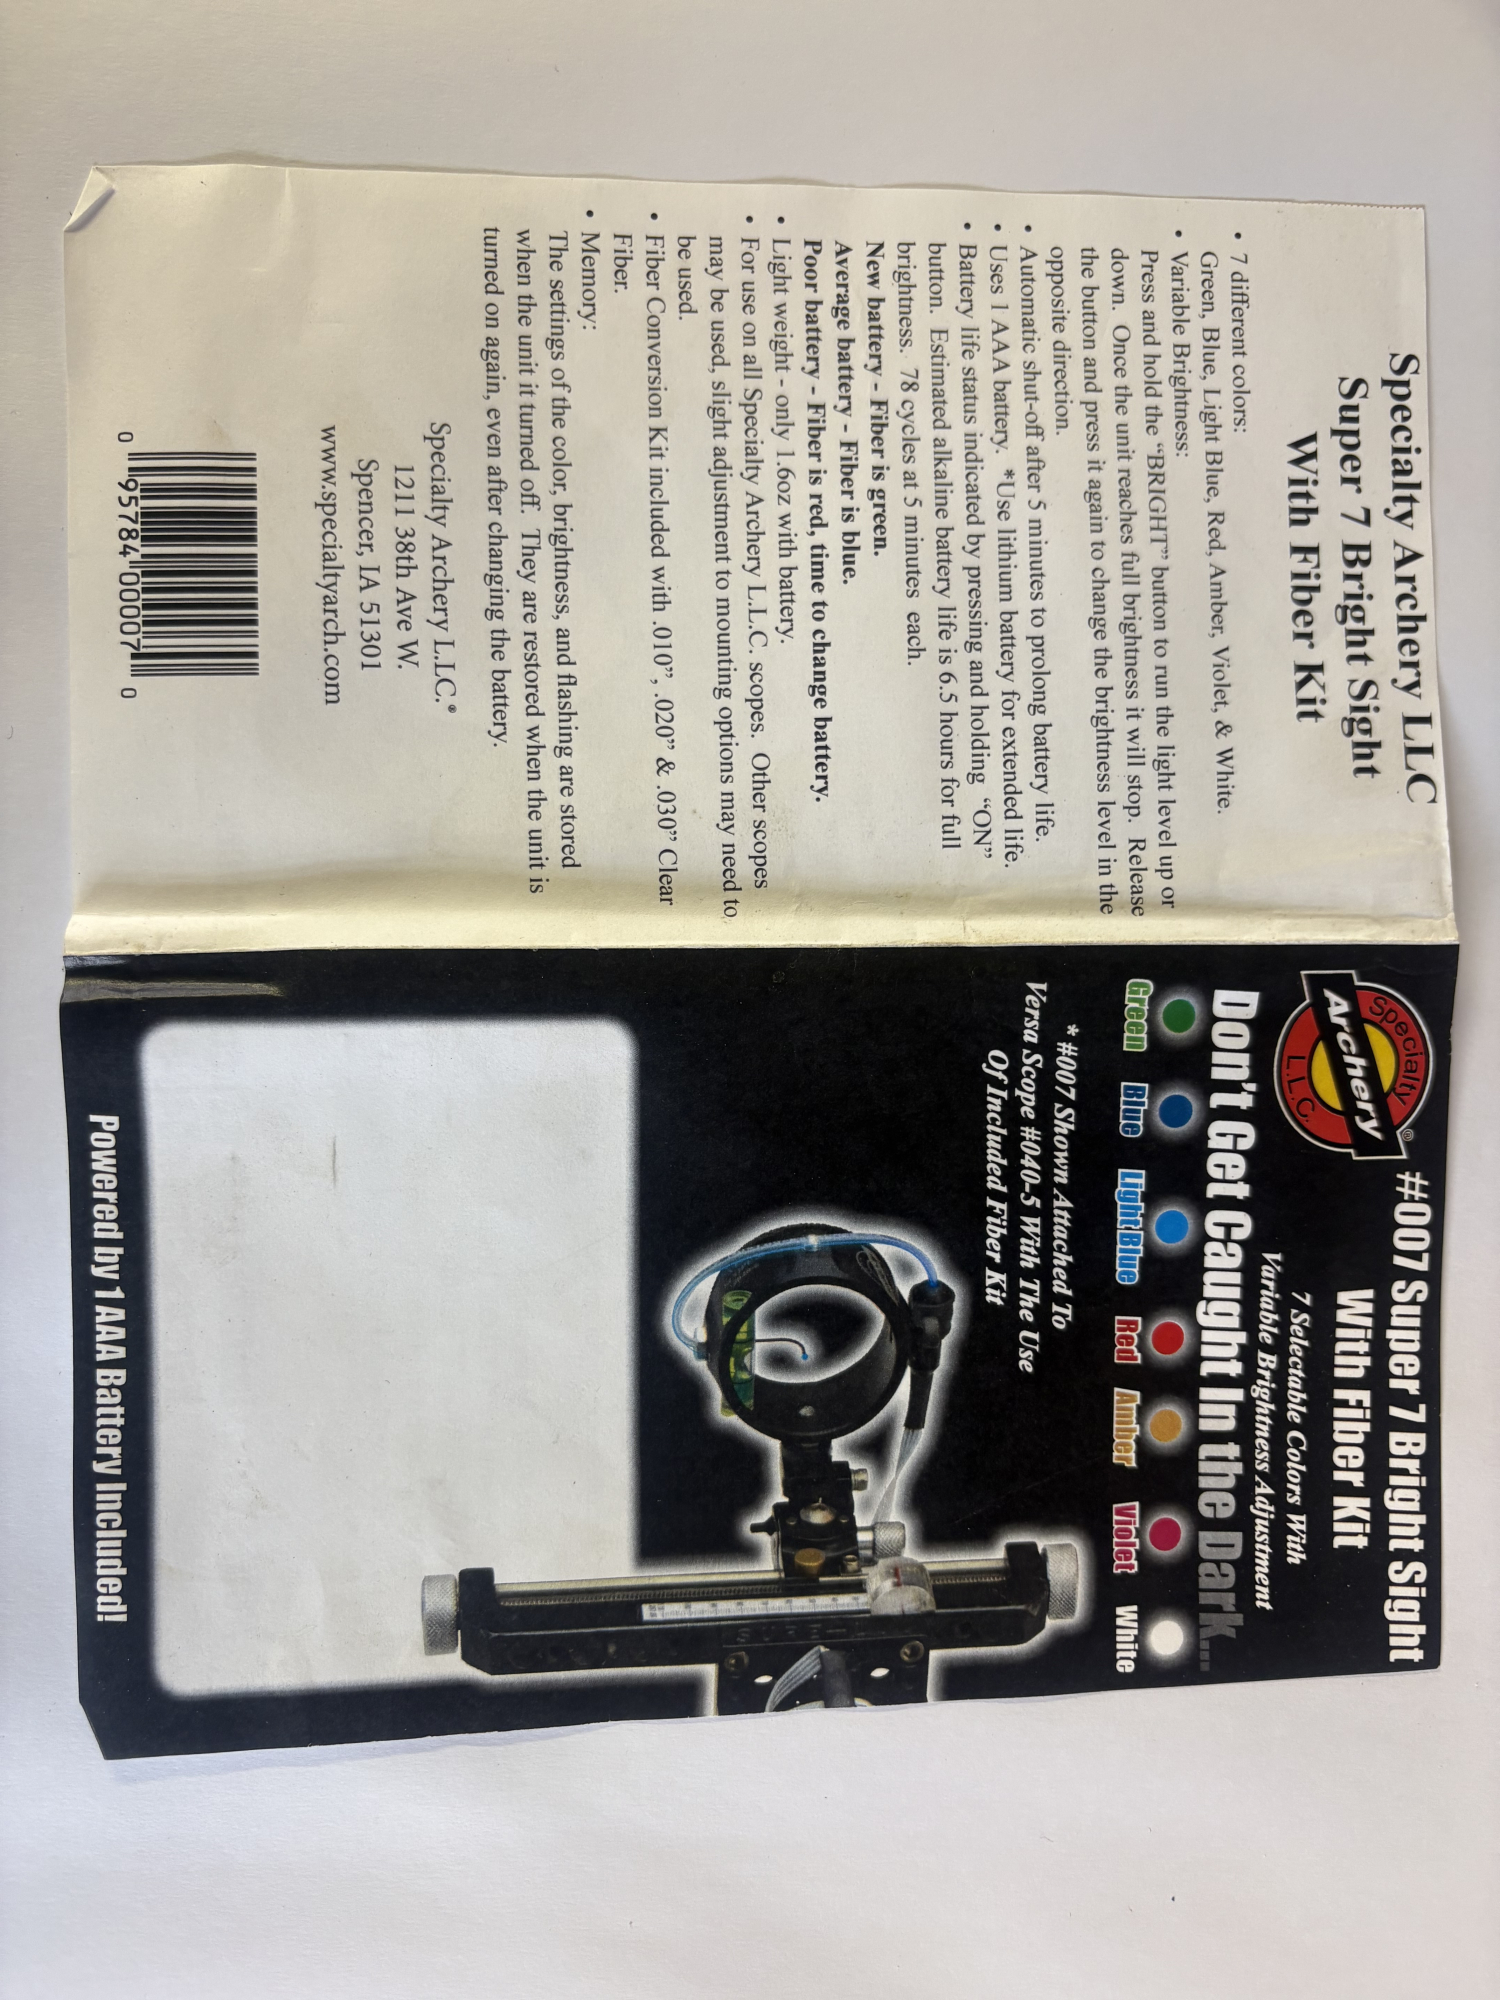 Specialty Archery LLC
Super 7 Bright Sight
With Fiber Kit
• 7 different colors:
Green, Blue, Light Blue, Red, Amber, Violet, & White.
• Variable Brightness:
Press and hold the “BRIGHT” button to run the light level up or
down. Once the unit reaches full brightness it will stop. Release
the button and press it again to change the brightness level in the
opposite direction.
• Automatic shut-off after 5 minutes to prolong battery life.
• Uses 1 AAA battery. *Use lithium battery for extended life.
• Battery life status indicated by pressing and holding “ON”
button. Estimated alkaline battery life is 6.5 hours for full
brightness. 78 cycles at 5 minutes each.
New battery - Fiber is green.
Average battery - Fiber is blue.
Poor battery - Fiber is red, time to change battery.
• Light weight - only 1.6oz with battery.
• For use on all Specialty Archery L.L.C. scopes. Other scopes
may be used, slight adjustment to mounting options may need to
be used.
• Fiber Conversion Kit included with .010”, .020” & .030” Clear
Fiber.
• Memory:
The settings of the color, brightness, and flashing are stored
when the unit it turned off. They are restored when the unit is
turned on again, even after changing the battery.
Specialty Archery L.LC.®
1211 38th Ave W.
Spencer, IA 51301
www.specialtyarch.com
0 95784 00007 0
Specialty
Archery ®
L.L.C.
#007 Super 7 Bright Sight
With Fiber Kit
7 Selectable Colors With
Variable Brightness Adjustment
Don't Get Caught In the Dark...
Green Blue Light Blue Red Amber Violet White
* #007 Shown Attached To
Versa Scope #040-5 With The Use
Of Included Fiber Kit
SURE-LOC
Powered by 1 AAA Battery Included!